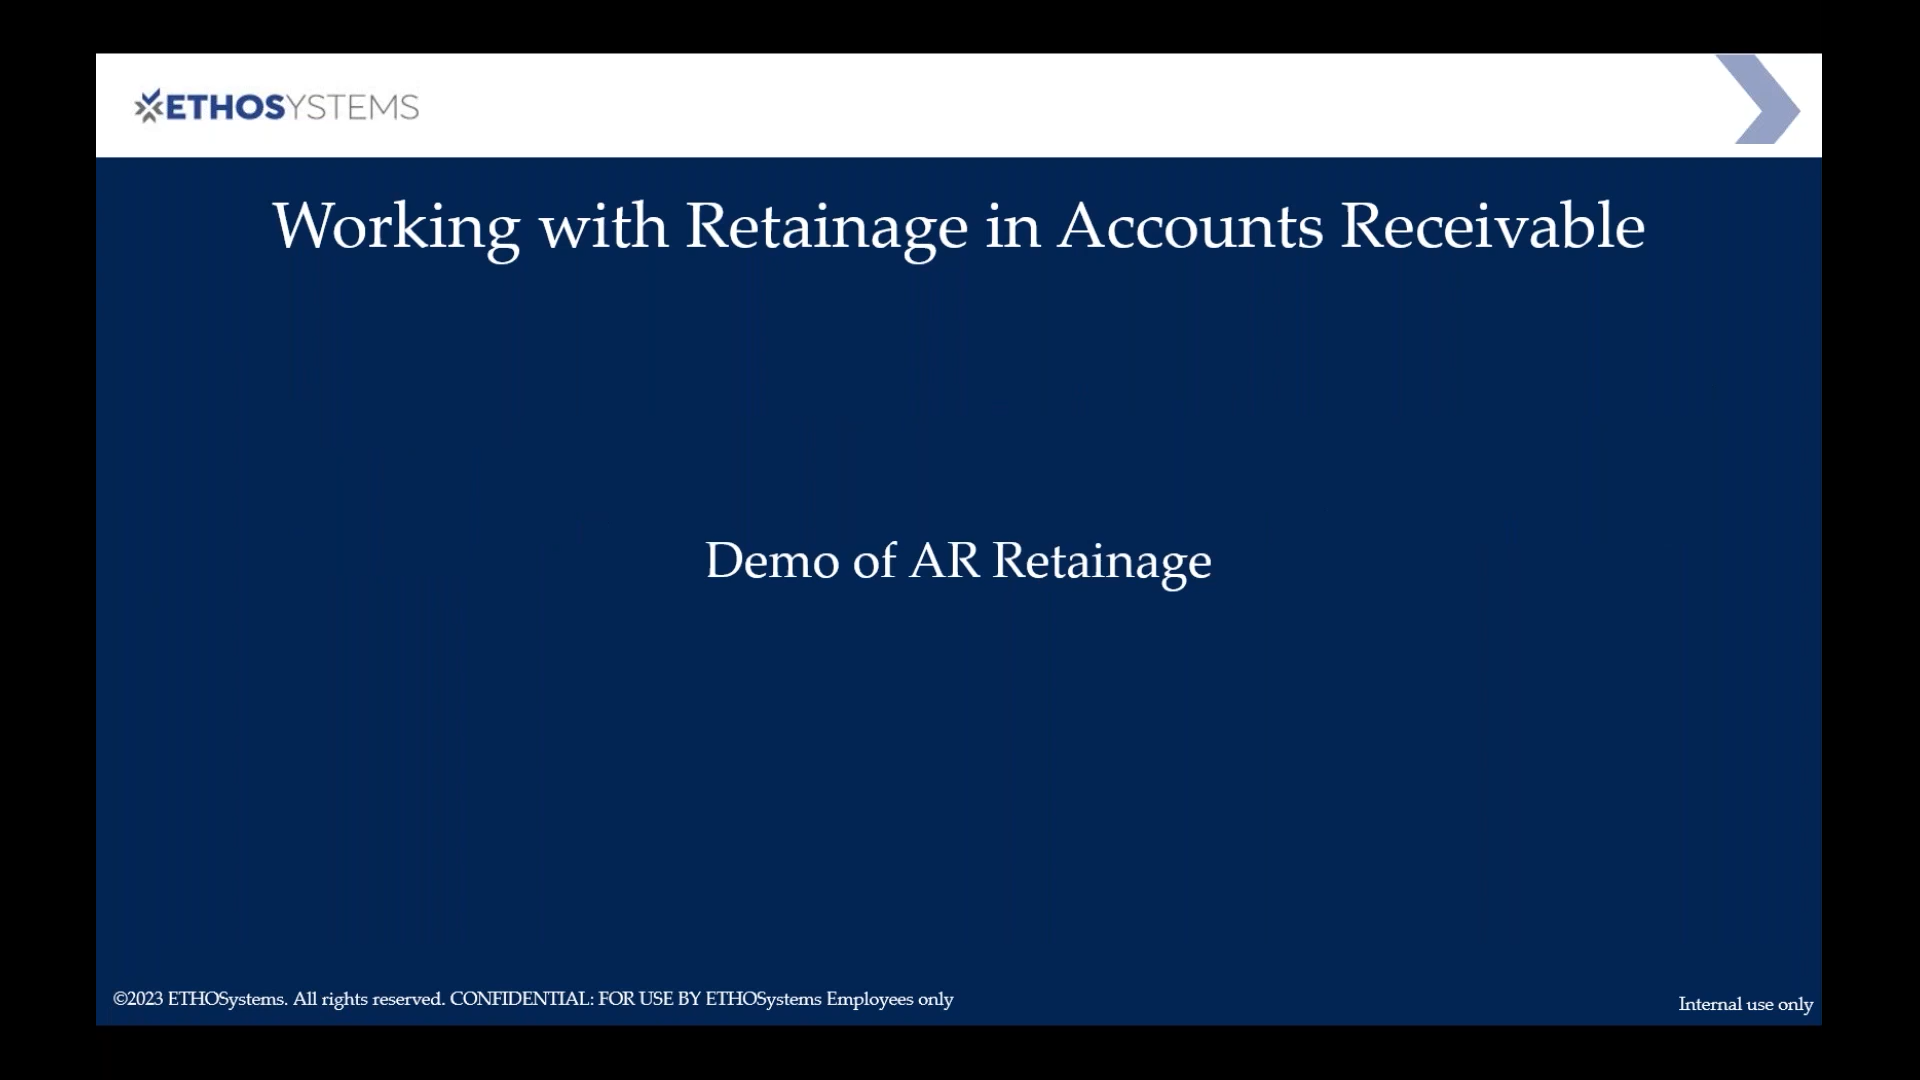 ETHOSYSTEMS
Working with Retainage in Accounts Receivable
Demo of AR Retainage
©2023 ETHOSystems. All rights reserved. CONFIDENTIAL: FOR USE BY ETHOSystems Employees only
Internal use only